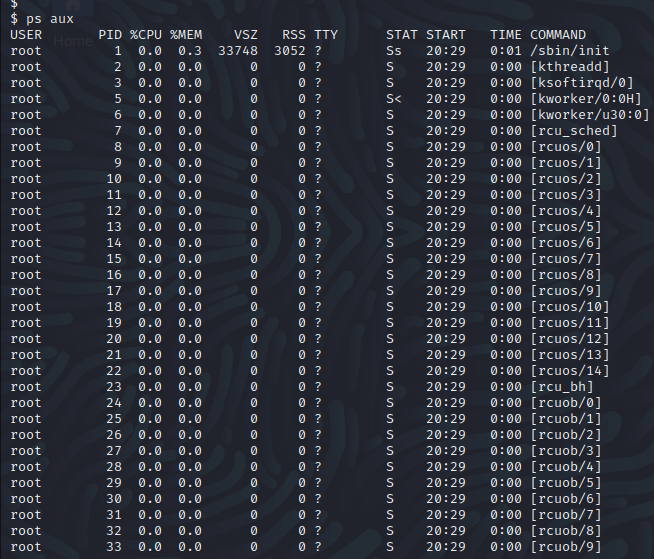 $
$ ps aux
USER PID %CPU %MEM VSZ RSS TTY STAT START TIME COMMAND
Home
root 1 0.0 0.3 33748 3052 ? Ss 20:29 0:01 /sbin/init
root 2 0.0 0.0 0 0 ? S 20:29 0:00 [kthreadd]
root 3 0.0 0.0 0 0 ? S 20:29 0:00 [ksoftirqd/0]
root 5 0.0 0.0 0 0 ? S< 20:29 0:00 [kworker/0:0H]
root 6 0.0 0.0 0 0 ? S 20:29 0:00 [kworker/u30:0]
root 7 0.0 0.0 0 0 ? S 20:29 0:00 [rcu_sched]
root 8 0.0 0.0 0 0 ? S 20:29 0:00 [rcuos/0]
root 9 0.0 0.0 0 0 ? S 20:29 0:00 [rcuos/1]
root 10 0.0 0.0 0 0 ? S 20:29 0:00 [rcuos/2]
root 11 0.0 0.0 0 0 ? S 20:29 0:00 [rcuos/3]
root 12 0.0 0.0 0 0 ? S 20:29 0:00 [rcuos/4]
root 13 0.0 0.0 0 0 ? S 20:29 0:00 [rcuos/5]
root 14 0.0 0.0 0 0 ? S 20:29 0:00 [rcuos/6]
root 15 0.0 0.0 0 0 ? S 20:29 0:00 [rcuos/7]
root 16 0.0 0.0 0 0 ? S 20:29 0:00 [rcuos/8]
root 17 0.0 0.0 0 0 ? S 20:29 0:00 [rcuos/9]
root 18 0.0 0.0 0 0 ? S 20:29 0:00 [rcuos/10]
root 19 0.0 0.0 0 0 ? S 20:29 0:00 [rcuos/11]
root 20 0.0 0.0 0 0 ? S 20:29 0:00 [rcuos/12]
root 21 0.0 0.0 0 0 ? S 20:29 0:00 [rcuos/13]
root 22 0.0 0.0 0 0 ? S 20:29 0:00 [rcuos/14]
root 23 0.0 0.0 0 0 ? S 20:29 0:00 [rcu_bh]
root 24 0.0 0.0 0 0 ? S 20:29 0:00 [rcuob/0]
root 25 0.0 0.0 0 0 ? S 20:29 0:00 [rcuob/1]
root 26 0.0 0.0 0 0 ? S 20:29 0:00 [rcuob/2]
root 27 0.0 0.0 0 0 ? S 20:29 0:00 [rcuob/3]
root 28 0.0 0.0 0 0 ? S 20:29 0:00 [rcuob/4]
root 29 0.0 0.0 0 0 ? S 20:29 0:00 [rcuob/5]
root 30 0.0 0.0 0 0 ? S 20:29 0:00 [rcuob/6]
root 31 0.0 0.0 0 0 ? S 20:29 0:00 [rcuob/7]
root 32 0.0 0.0 0 0 ? S 20:29 0:00 [rcuob/8]
root 33 0.0 0.0 0 0 ? S 20:29 0:00 [rcuob/9]